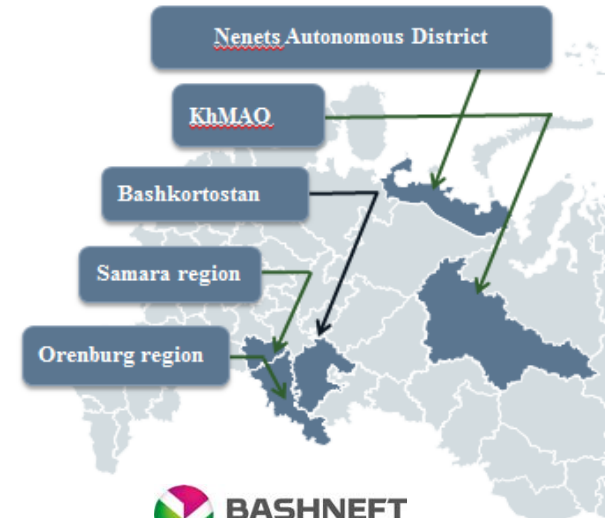 Nenets Autonomous District
KhMAO
Bashkortostan
Samara region
Orenburg region
BASHNEFT